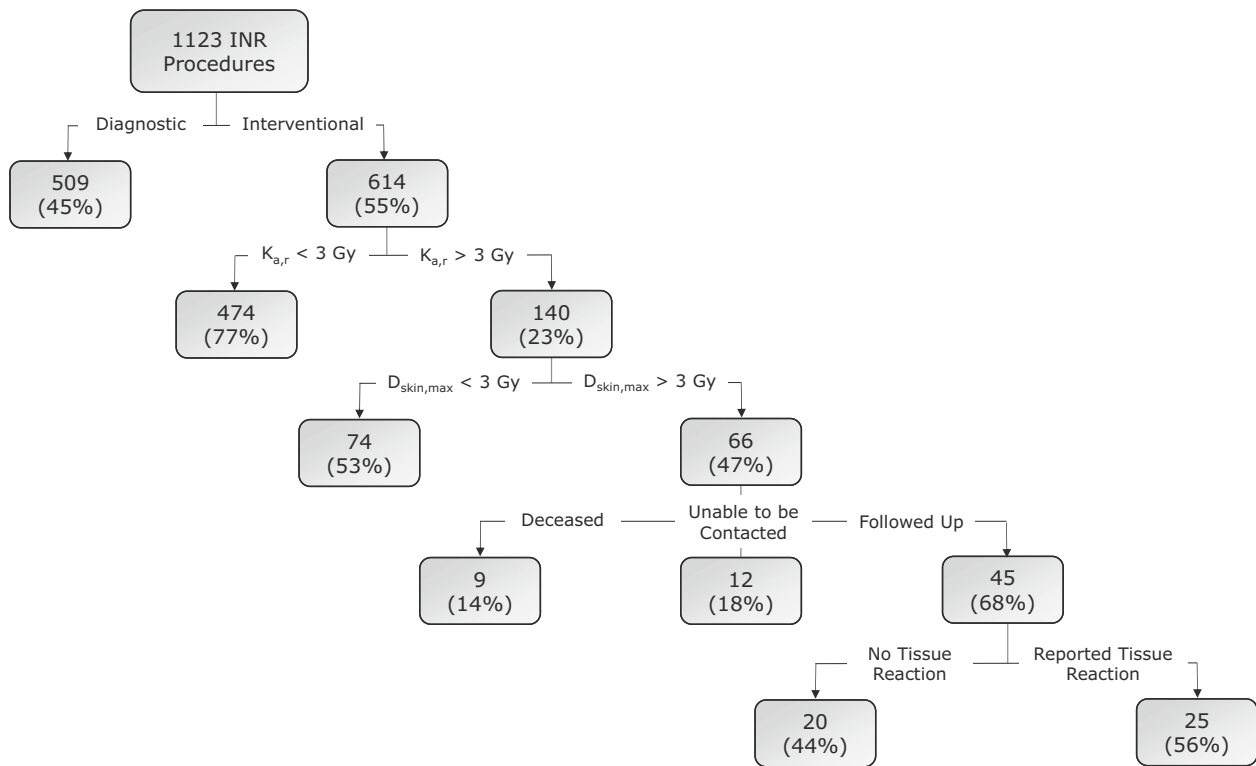 1123 INR
Procedures
Diagnostic
Interventional
509
(45%)
614
(55%)
Ka,r < 3 Gy
Ka,r > 3 Gy
474
(77%)
140
(23%)
Dskin,max < 3 Gy
Dskin,max > 3 Gy
74
(53%)
66
(47%)
Deceased
Unable to be
Contacted
Followed Up
9
(14%)
12
(18%)
45
(68%)
No Tissue
Reaction
Reported Tissue
Reaction
20
(44%)
25
(56%)